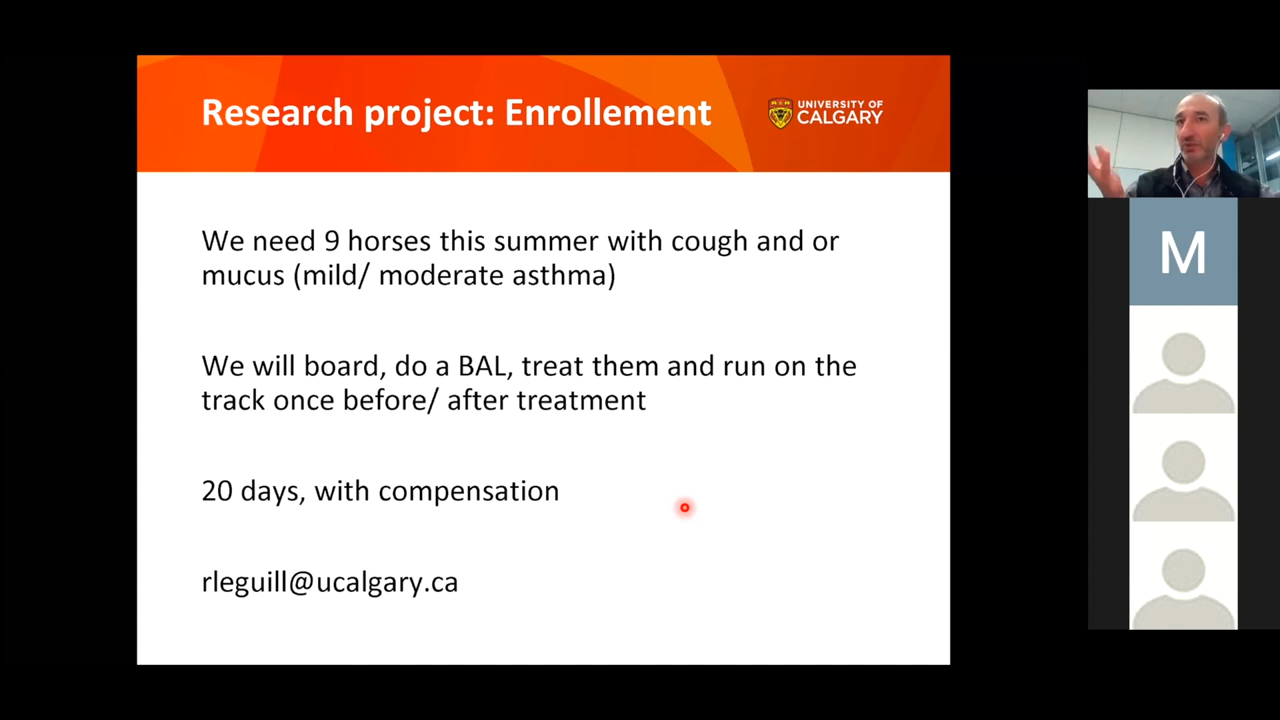 Research project: Enrollement
UNIVERSITY OF
CALGARY
We need 9 horses this summer with cough and or
mucus (mild/ moderate asthma)
We will board, do a BAL, treat them and run on the
track once before/ after treatment
20 days, with compensation
rleguill@ucalgary.ca
M